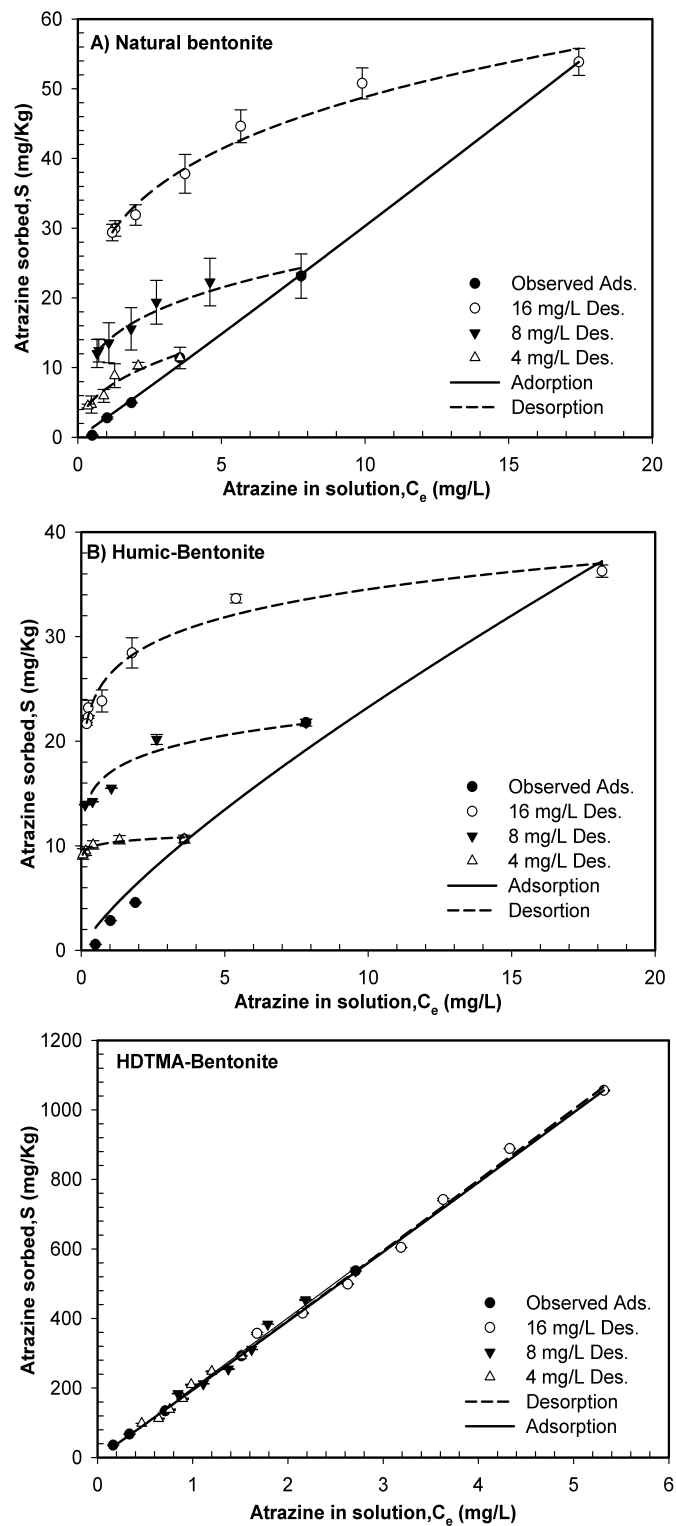 A) Natural bentonite
Atrazine sorbed,S (mg/Kg)
60
50
40
30
20
10
0
Observed Ads.
16 mg/L Des.
8 mg/L Des.
4 mg/L Des.
Adorption
Desorption
0 5 10 15 20
Atrazine in solution,Ce (mg/L)
B) Humic-Bentonite
Atrazine sorbed,S (mg/Kg)
40
30
20
10
0
Observed Ads.
16 mg/L Des.
8 mg/L Des.
4 mg/L Des.
Adsorption
Desortion
0 5 10 15 20
Atrazine in solution,Ce (mg/L)
HDTMA-Bentonite
Atrazine sorbed,S (mg/Kg)
1200
1000
800
600
400
200
0
Observed Ads.
16 mg/L Des.
8 mg/L Des.
4 mg/L Des.
Desorption
Adsorption
0 1 2 3 4 5 6
Atrazine in solution,Ce (mg/L)